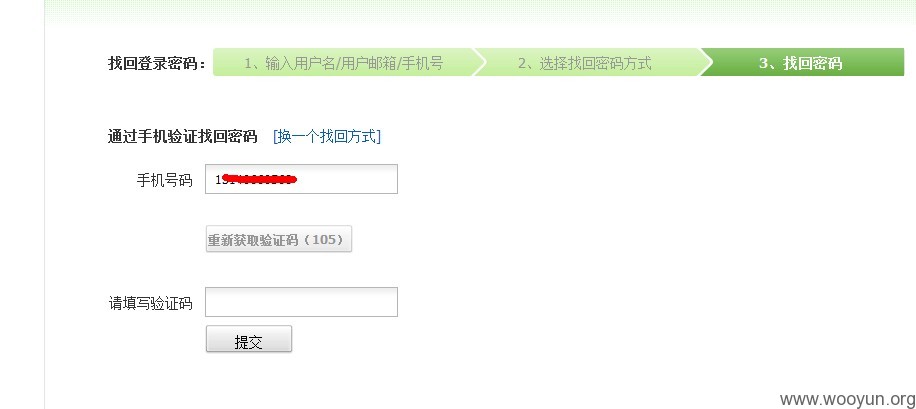 找回登录密码： 1、输入用户名/用户邮箱/手机号 2、选择找回密码方式 3、找回密码
通过手机验证找回密码 [换一个找回方式]
手机号码
重新获取验证码（105）
请填写验证码
提交
www.wooyun.org